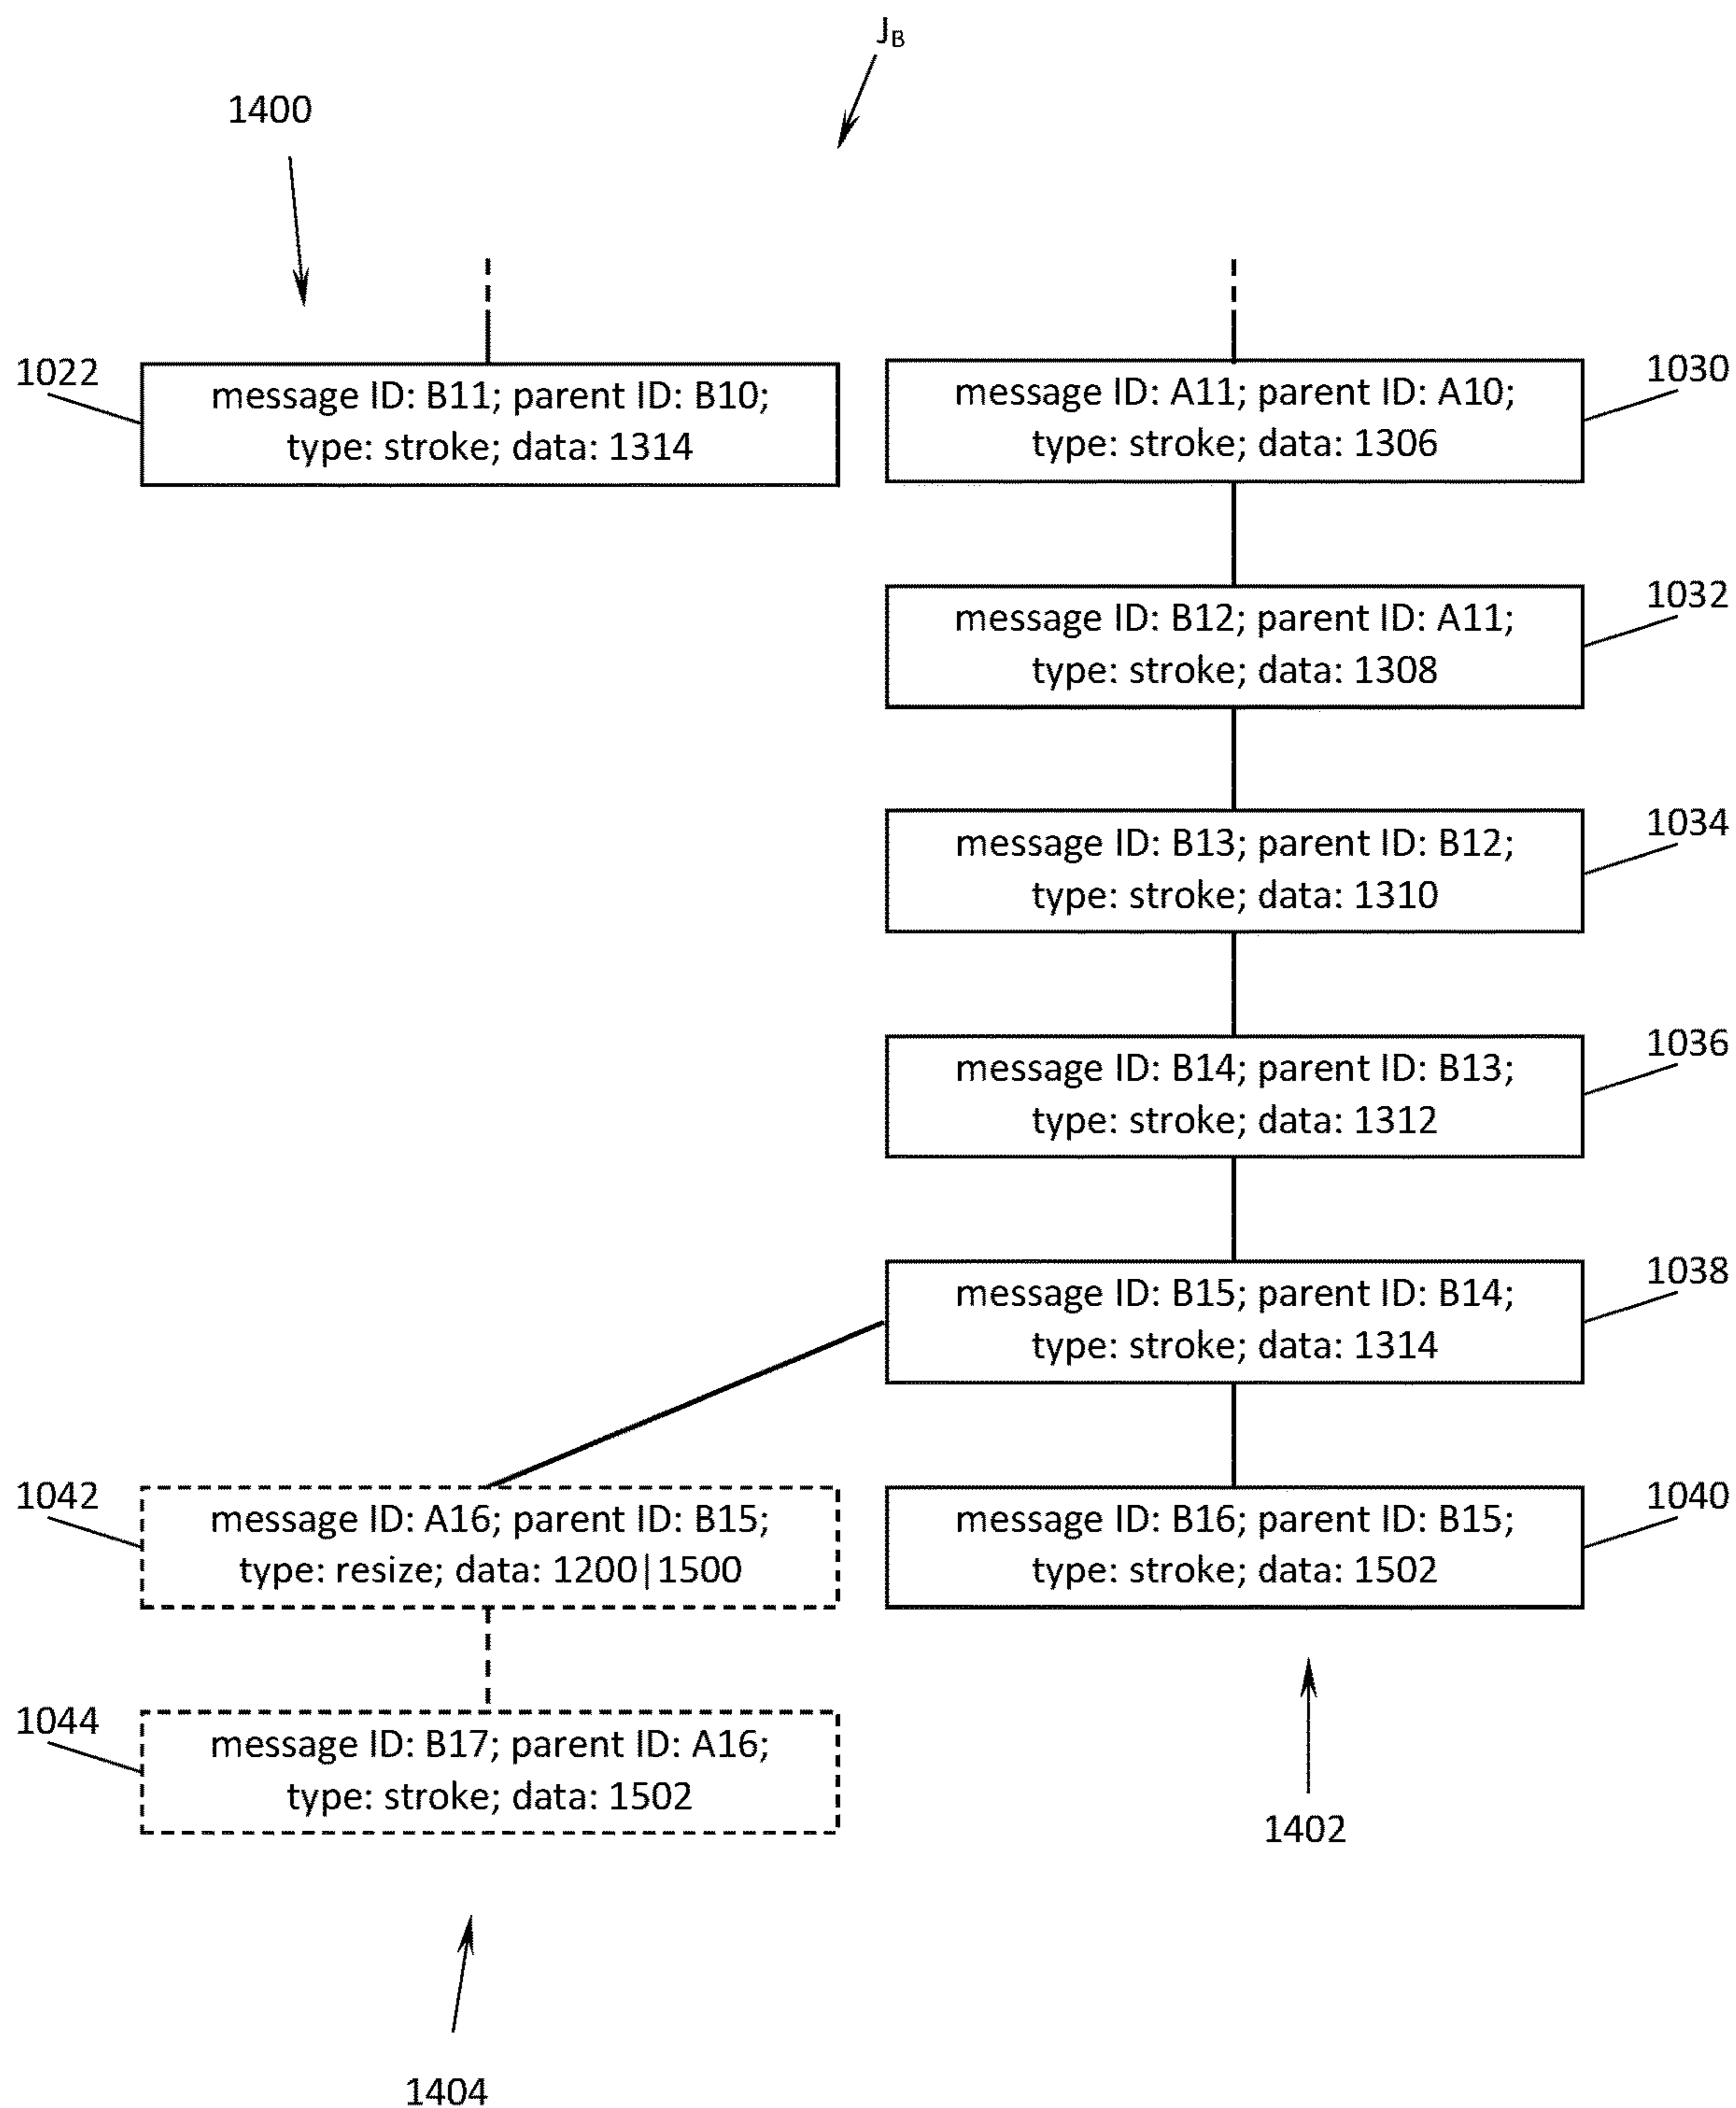 J_B
1400
1022
message ID: B11; parent ID: B10;
type: stroke; data: 1314
message ID: A11; parent ID: A10;
type: stroke; data: 1306
1030
message ID: B12; parent ID: A11;
type: stroke; data: 1308
1032
message ID: B13; parent ID: B12;
type: stroke; data: 1310
1034
message ID: B14; parent ID: B13;
type: stroke; data: 1312
1036
message ID: B15; parent ID: B14;
type: stroke; data: 1314
1038
1042
message ID: A16; parent ID: B15;
type: resize; data: 1200|1500
message ID: B16; parent ID: B15;
type: stroke; data: 1502
1040
1044
message ID: B17; parent ID: A16;
type: stroke; data: 1502
1402
1404